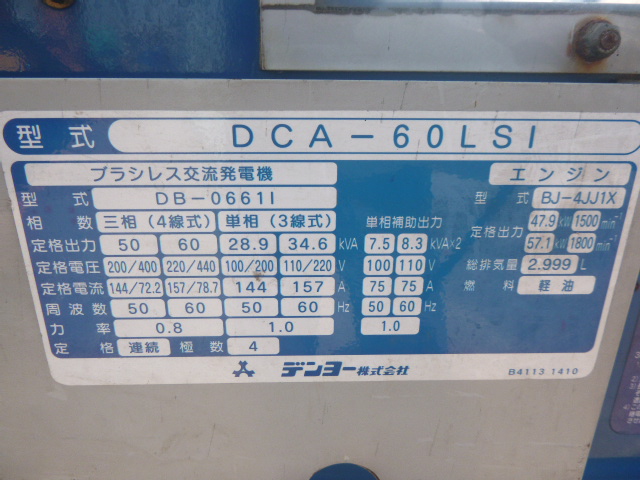 型式 DCA-60LSI
ブラシレス交流発電機 エンジン
型式 DB-0661I 型式 BJ-4JJ1X
相数 三相(4線式) 単相(3線式) 単相補助出力 定格出力 47.9 kW 1500 min⁻¹
定格出力 50 60 28.9 34.6 kVA 7.5 8.3 kVA×2 57.1 kW 1800 min⁻¹
定格電圧 200/400 220/440 100/200 110/220 V 100 110 V 総排気量 2.999 L
定格電流 144/72.2 157/78.7 144 157 A 75 75 A 燃料 軽油
周波数 50 60 50 60 Hz 50 60 Hz
力率 0.8 1.0 1.0
定格 連続 極数 4
デンヨー株式会社 B4113 1410